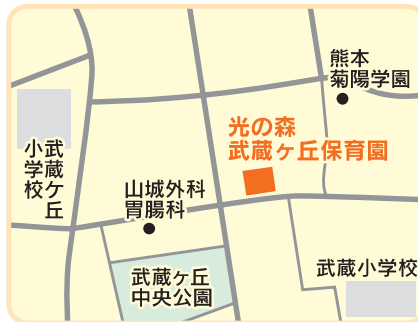 熊本
菊陽学園
光の森
武蔵ヶ丘保育園
武蔵ケ丘
小学校
山城外科
胃腸科
武蔵ヶ丘
中央公園
武蔵小学校